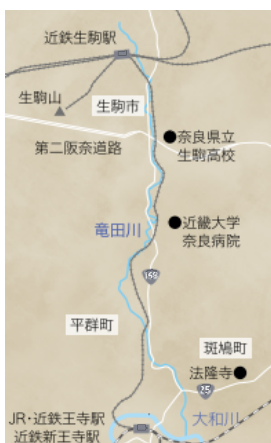 近鉄生駒駅
生駒山
生駒市
奈良県立
生駒高校
第二阪奈道路
近畿大学
奈良病院
竜田川
168
平群町
斑鳩町
法隆寺
25
JR・近鉄王寺駅
近鉄新王寺駅
大和川